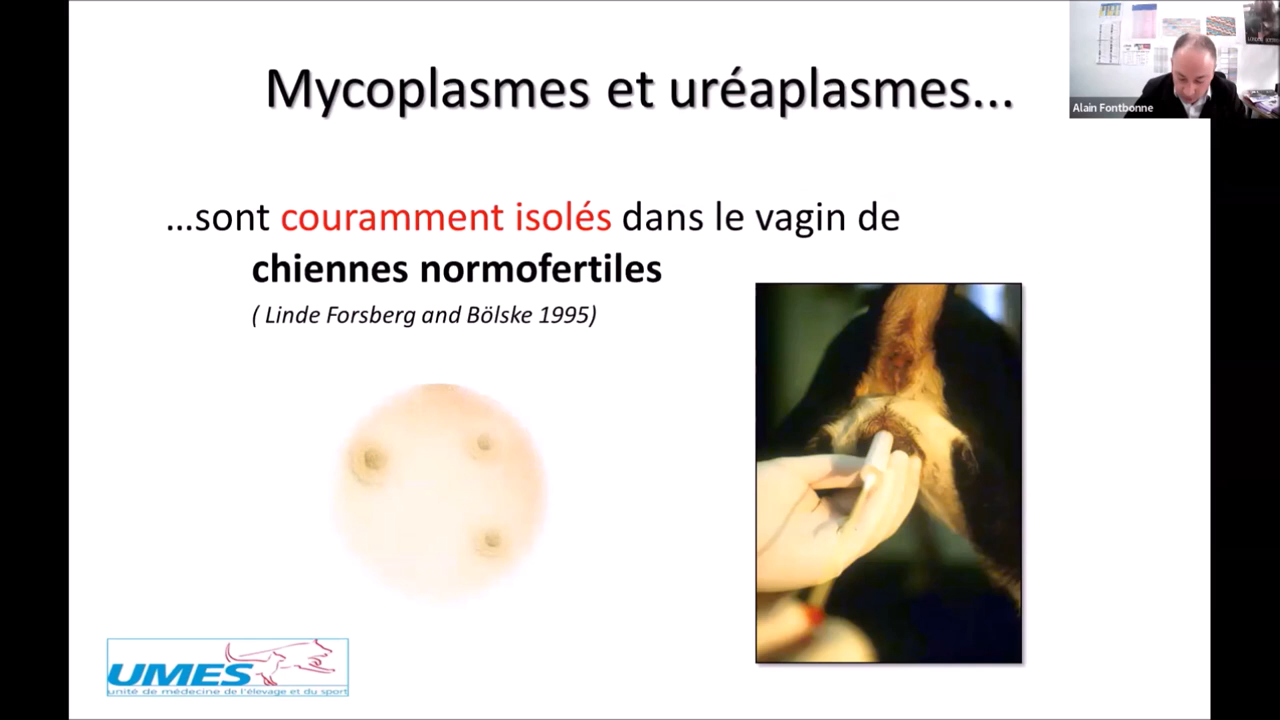 Mycoplasmes et uréaplasmes...
Alain Fontbonne
...sont couramment isolés dans le vagin de
chiennes normofertiles
( Linde Forsberg and Bölske 1995)
UMES
unité de médecine de l'élevage et du sport